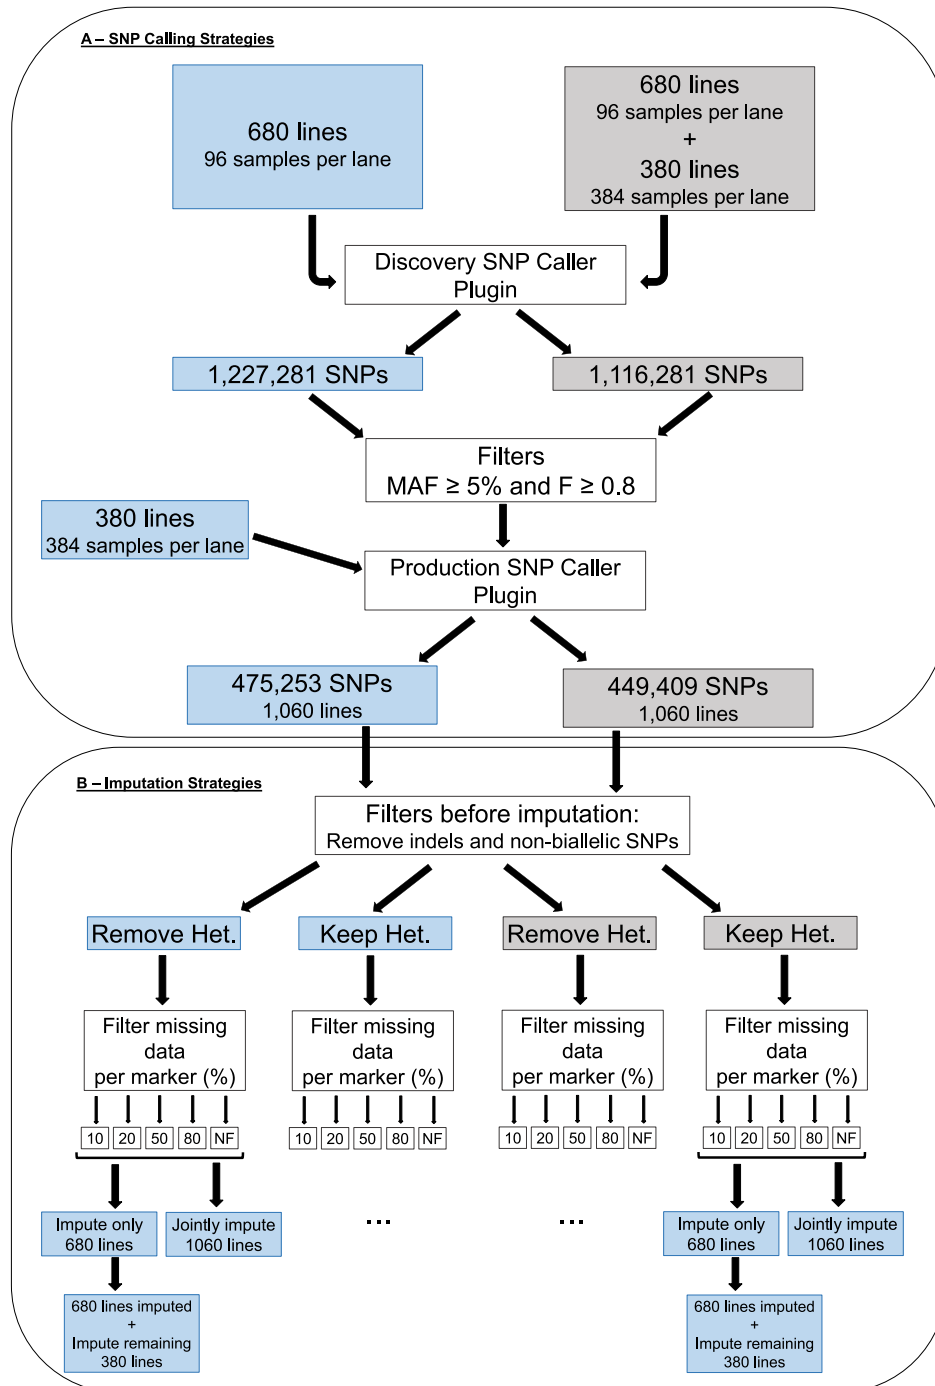 A – SNP Calling Strategies
680 lines
96 samples per lane
680 lines
96 samples per lane
+
380 lines
384 samples per lane
Discovery SNP Caller
Plugin
1,227,281 SNPs
1,116,281 SNPs
Filters
MAF ≥ 5% and F ≥ 0.8
380 lines
384 samples per lane
Production SNP Caller
Plugin
475,253 SNPs
1,060 lines
449,409 SNPs
1,060 lines
B – Imputation Strategies
Filters before imputation:
Remove indels and non-biallelic SNPs
Remove Het.
Keep Het.
Remove Het.
Keep Het.
Filter missing
data
per marker (%)
Filter missing
data
per marker (%)
Filter missing
data
per marker (%)
Filter missing
data
per marker (%)
10 20 50 80 NF
10 20 50 80 NF
10 20 50 80 NF
10 20 50 80 NF
Impute only
680 lines
Jointly impute
1060 lines
...
...
Impute only
680 lines
Jointly impute
1060 lines
680 lines imputed
+
Impute remaining
380 lines
680 lines imputed
+
Impute remaining
380 lines